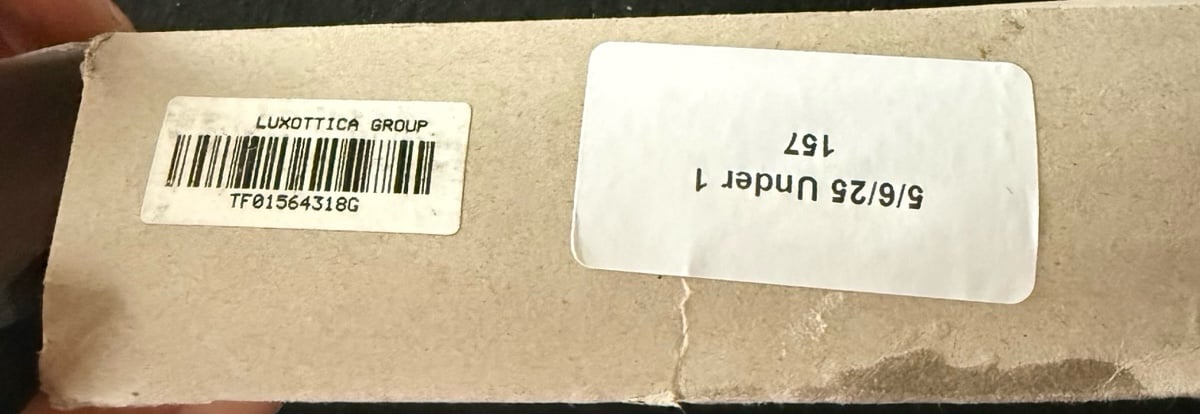 LUXOTTICA GROUP
TF01564318G
5/6/25 Under 1
157